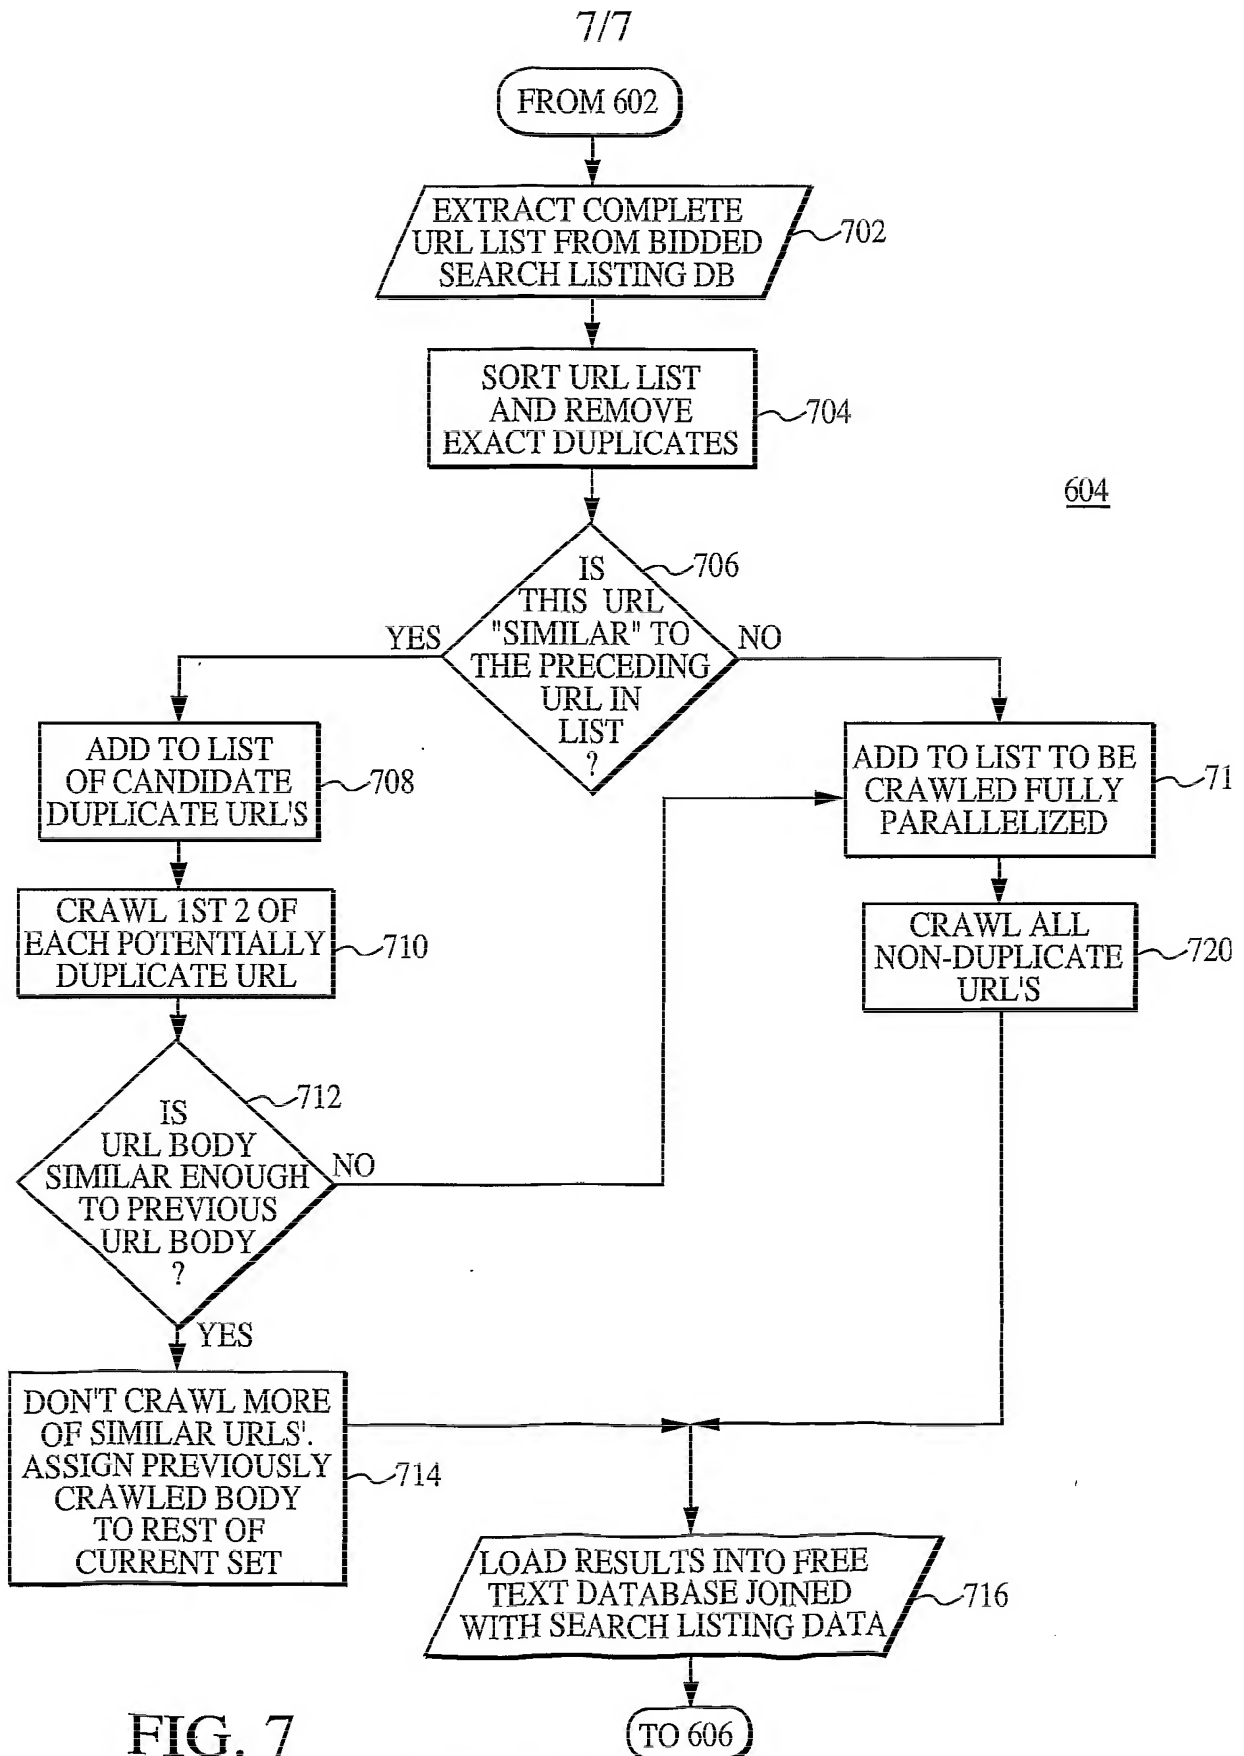 7/7
FROM 602
EXTRACT COMPLETE
URL LIST FROM BIDDED
SEARCH LISTING DB
702
SORT URL LIST
AND REMOVE
EXACT DUPLICATES
704
604
IS
THIS URL
"SIMILAR" TO
THE PRECEDING
URL IN
LIST
?
706
YES
NO
ADD TO LIST
OF CANDIDATE
DUPLICATE URL'S
708
ADD TO LIST TO BE
CRAWLED FULLY
PARALLELIZED
71
CRAWL 1ST 2 OF
EACH POTENTIALLY
DUPLICATE URL
710
CRAWL ALL
NON-DUPLICATE
URL'S
720
IS
URL BODY
SIMILAR ENOUGH
TO PREVIOUS
URL BODY
?
712
NO
YES
DON'T CRAWL MORE
OF SIMILAR URLS'.
ASSIGN PREVIOUSLY
CRAWLED BODY
TO REST OF
CURRENT SET
714
LOAD RESULTS INTO FREE
TEXT DATABASE JOINED
WITH SEARCH LISTING DATA
716
TO 606
FIG. 7